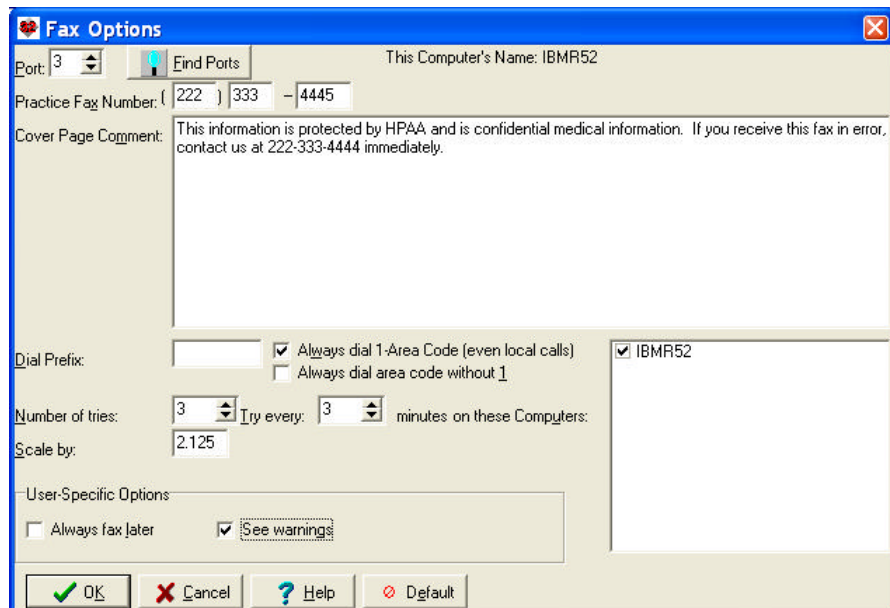 Fax Options
Port: 3 Find Ports This Computer's Name: IBMR52
Practice Fax Number: ( 222 ) 333 - 4445
Cover Page Comment: This information is protected by HPAA and is confidential medical information. If you receive this fax in error,
contact us at 222-333-4444 immediately.
Dial Prefix: Always dial 1-Area Code (even local calls) IBMR52
Always dial area code without 1
Number of tries: 3 Try every: 3 minutes on these Computers:
Scale by: 2.125
User-Specific Options
Always fax later See warnings
OK Cancel ? Help Default